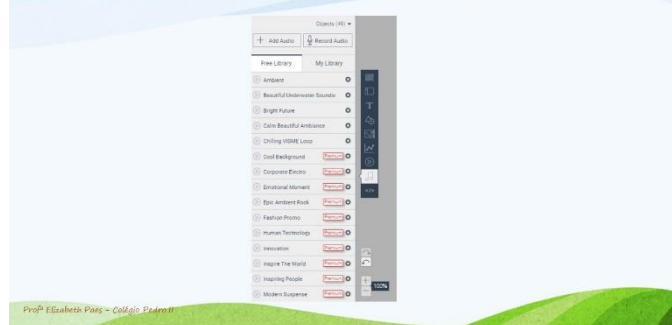 Objects (49)
+ Add Audio Record Audio
Free Library My Library
Ambient
Beautiful Underwater Sounds
Bright Future
Calm Beautiful Ambiance
Chilling VISME Loop
Cool Background Premium
Corporate Electro Premium
Emotional Moment Premium
Epic Ambient Rock Premium
Fashion Promo Premium
Human Technology Premium
Innovation Premium
Inspire The World Premium
Inspiring People Premium
Modern Suspense Premium
T
</>
+
100%
Profª Elizabeth Paes - Colégio Pedro II